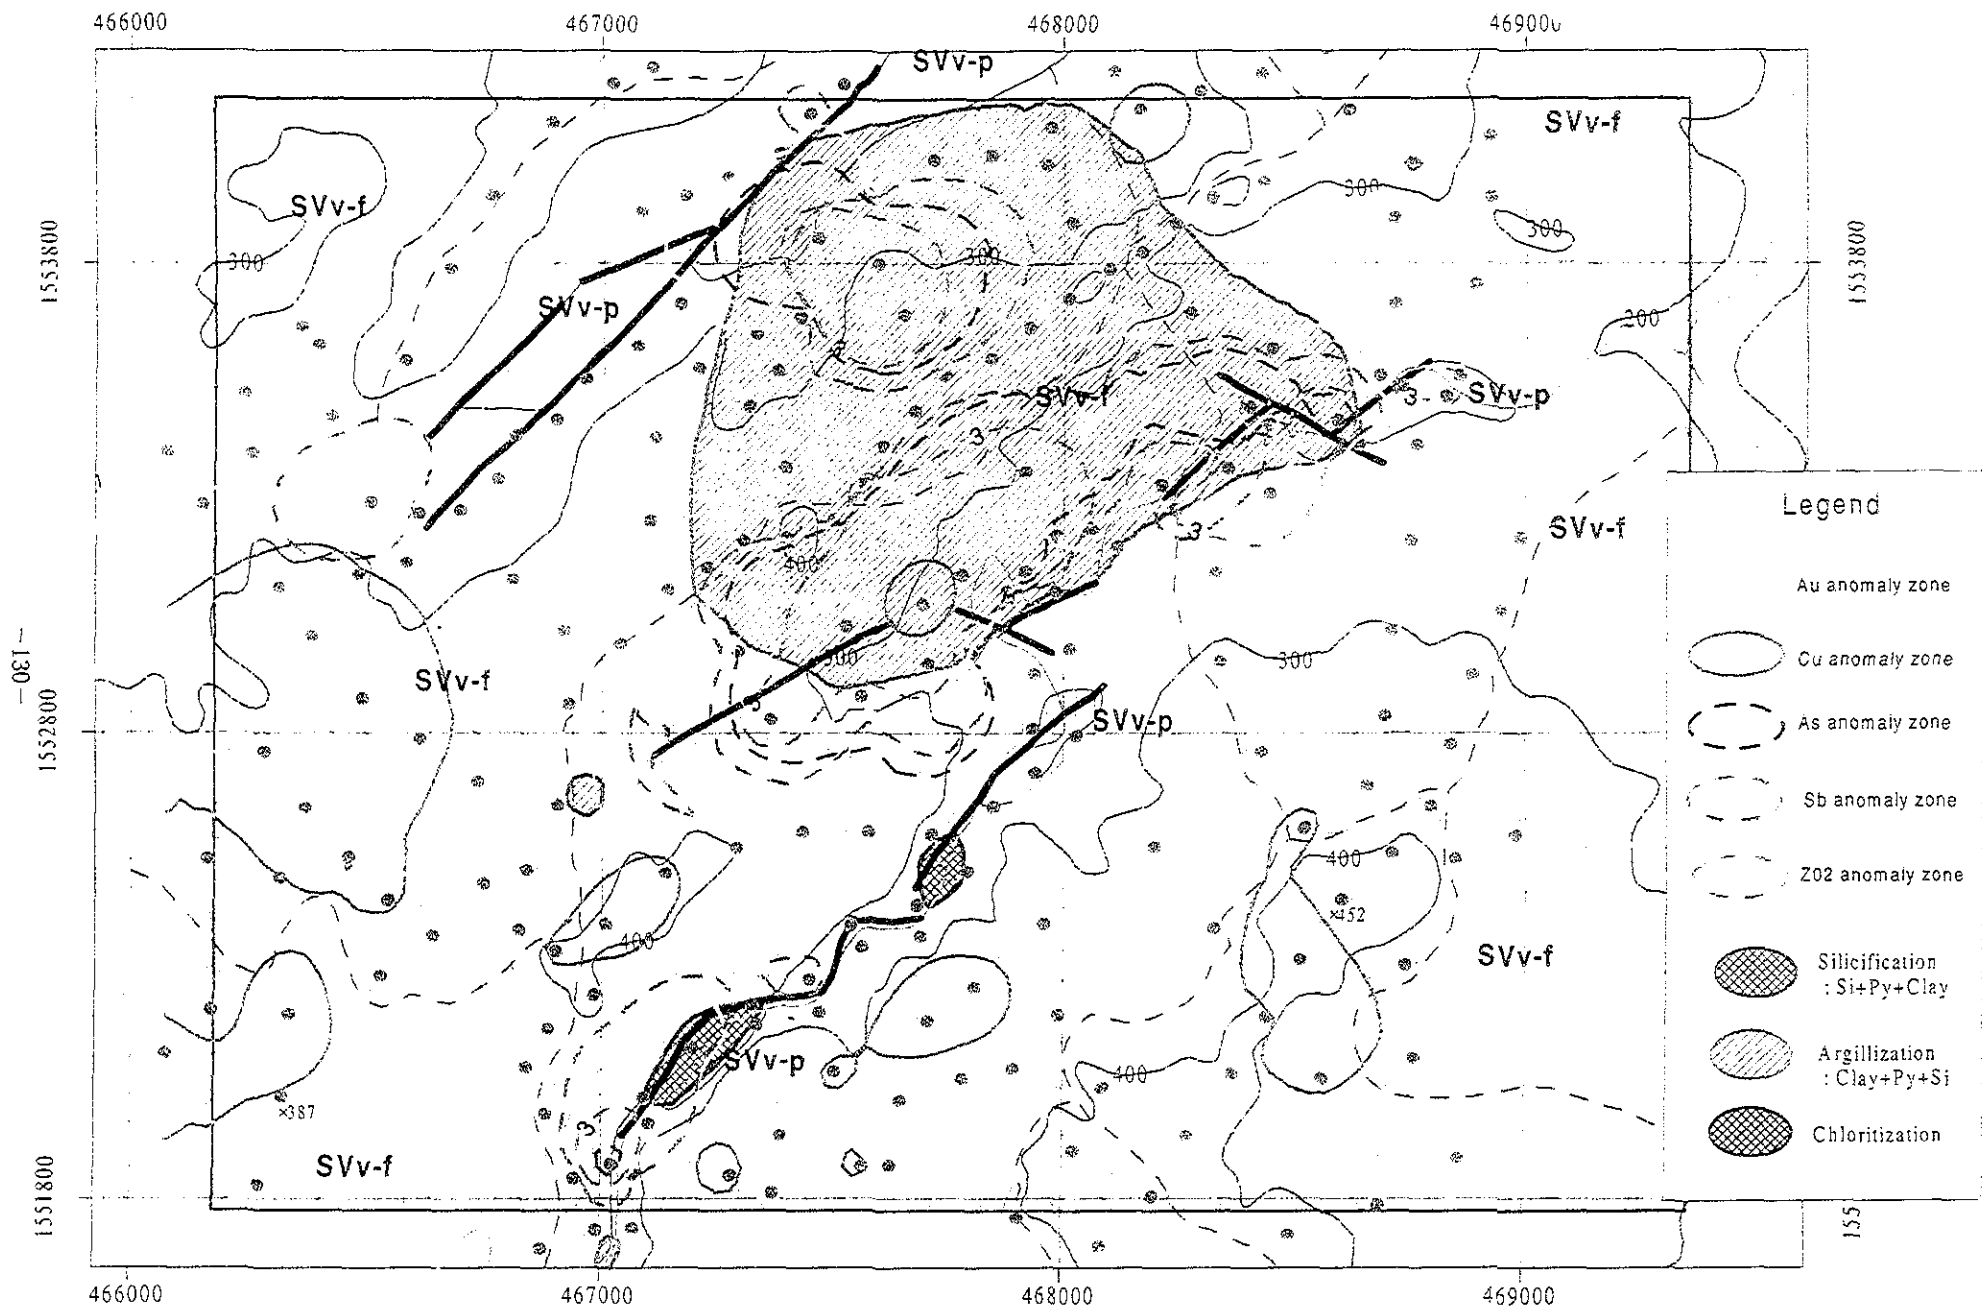 466000 467000 468000
SVv-p
SVv-f
SVv-f
300
300
300
300
1553800
1553800
SVv-p
200
SVv-f
3
SVv-p
3
Legend
3
SVv-f
400
Au anomaly zone
Cu anomaly zone
300
300
SVv-f
- 130 -
1552800
3
SVv-p
As anomaly zone
Sb anomaly zone
400
Z02 anomaly zone
×452
400
SVv-f
Silicification
: Si+Py+Clay
SVv-p
400
Argillization
: Clay+Py+Si
×387
3
Chloritization
SVv-f
1551800
155
466000 467000 468000 469000